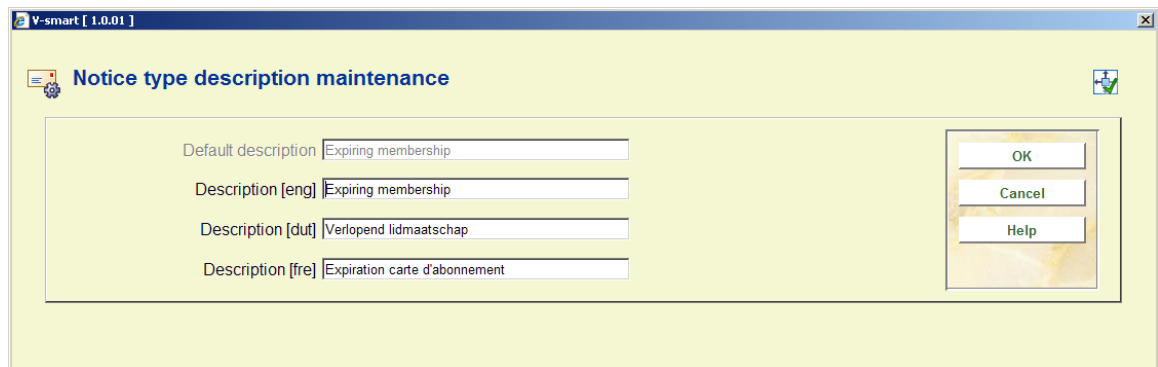 V-smart [ 1.0.01 ]
Notice type description maintenance
Default description Expiring membership
Description [eng] Expiring membership
Description [dut] Verlopend lidmaatschap
Description [fre] Expiration carte d'abonnement
OK
Cancel
Help